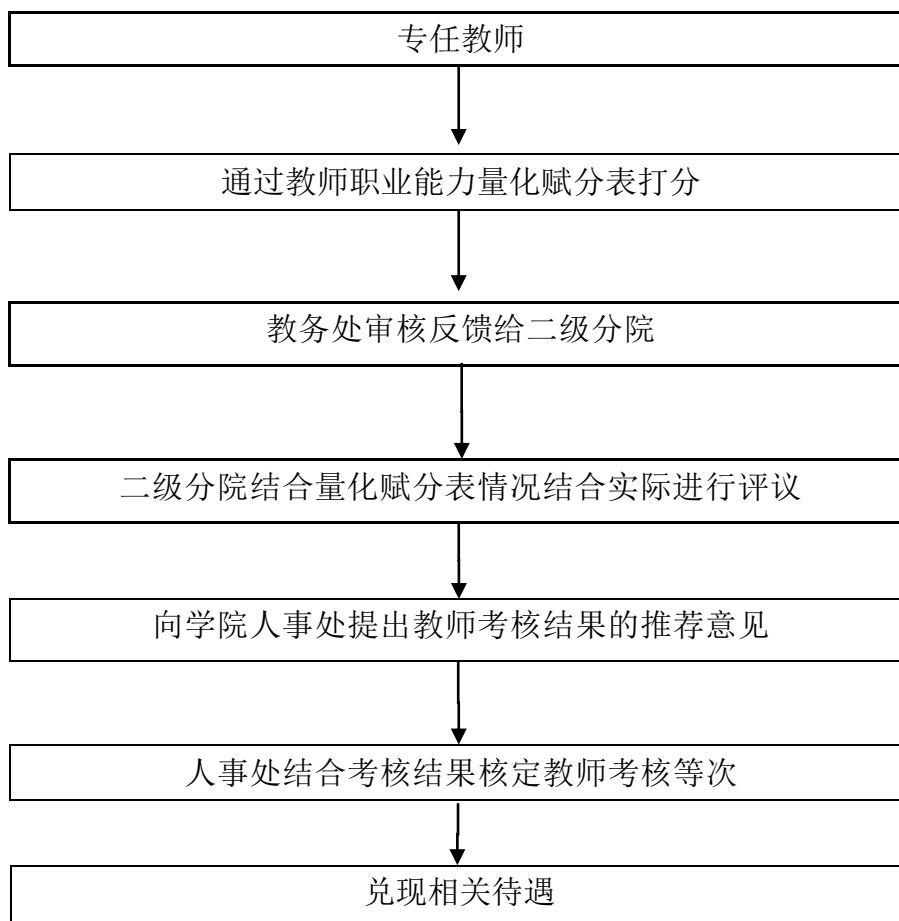 专任教师
通过教师职业能力量化赋分表打分
教务处审核反馈给二级分院
二级分院结合量化赋分表情况结合实际进行评议
向学院人事处提出教师考核结果的推荐意见
人事处结合考核结果核定教师考核等次
兑现相关待遇